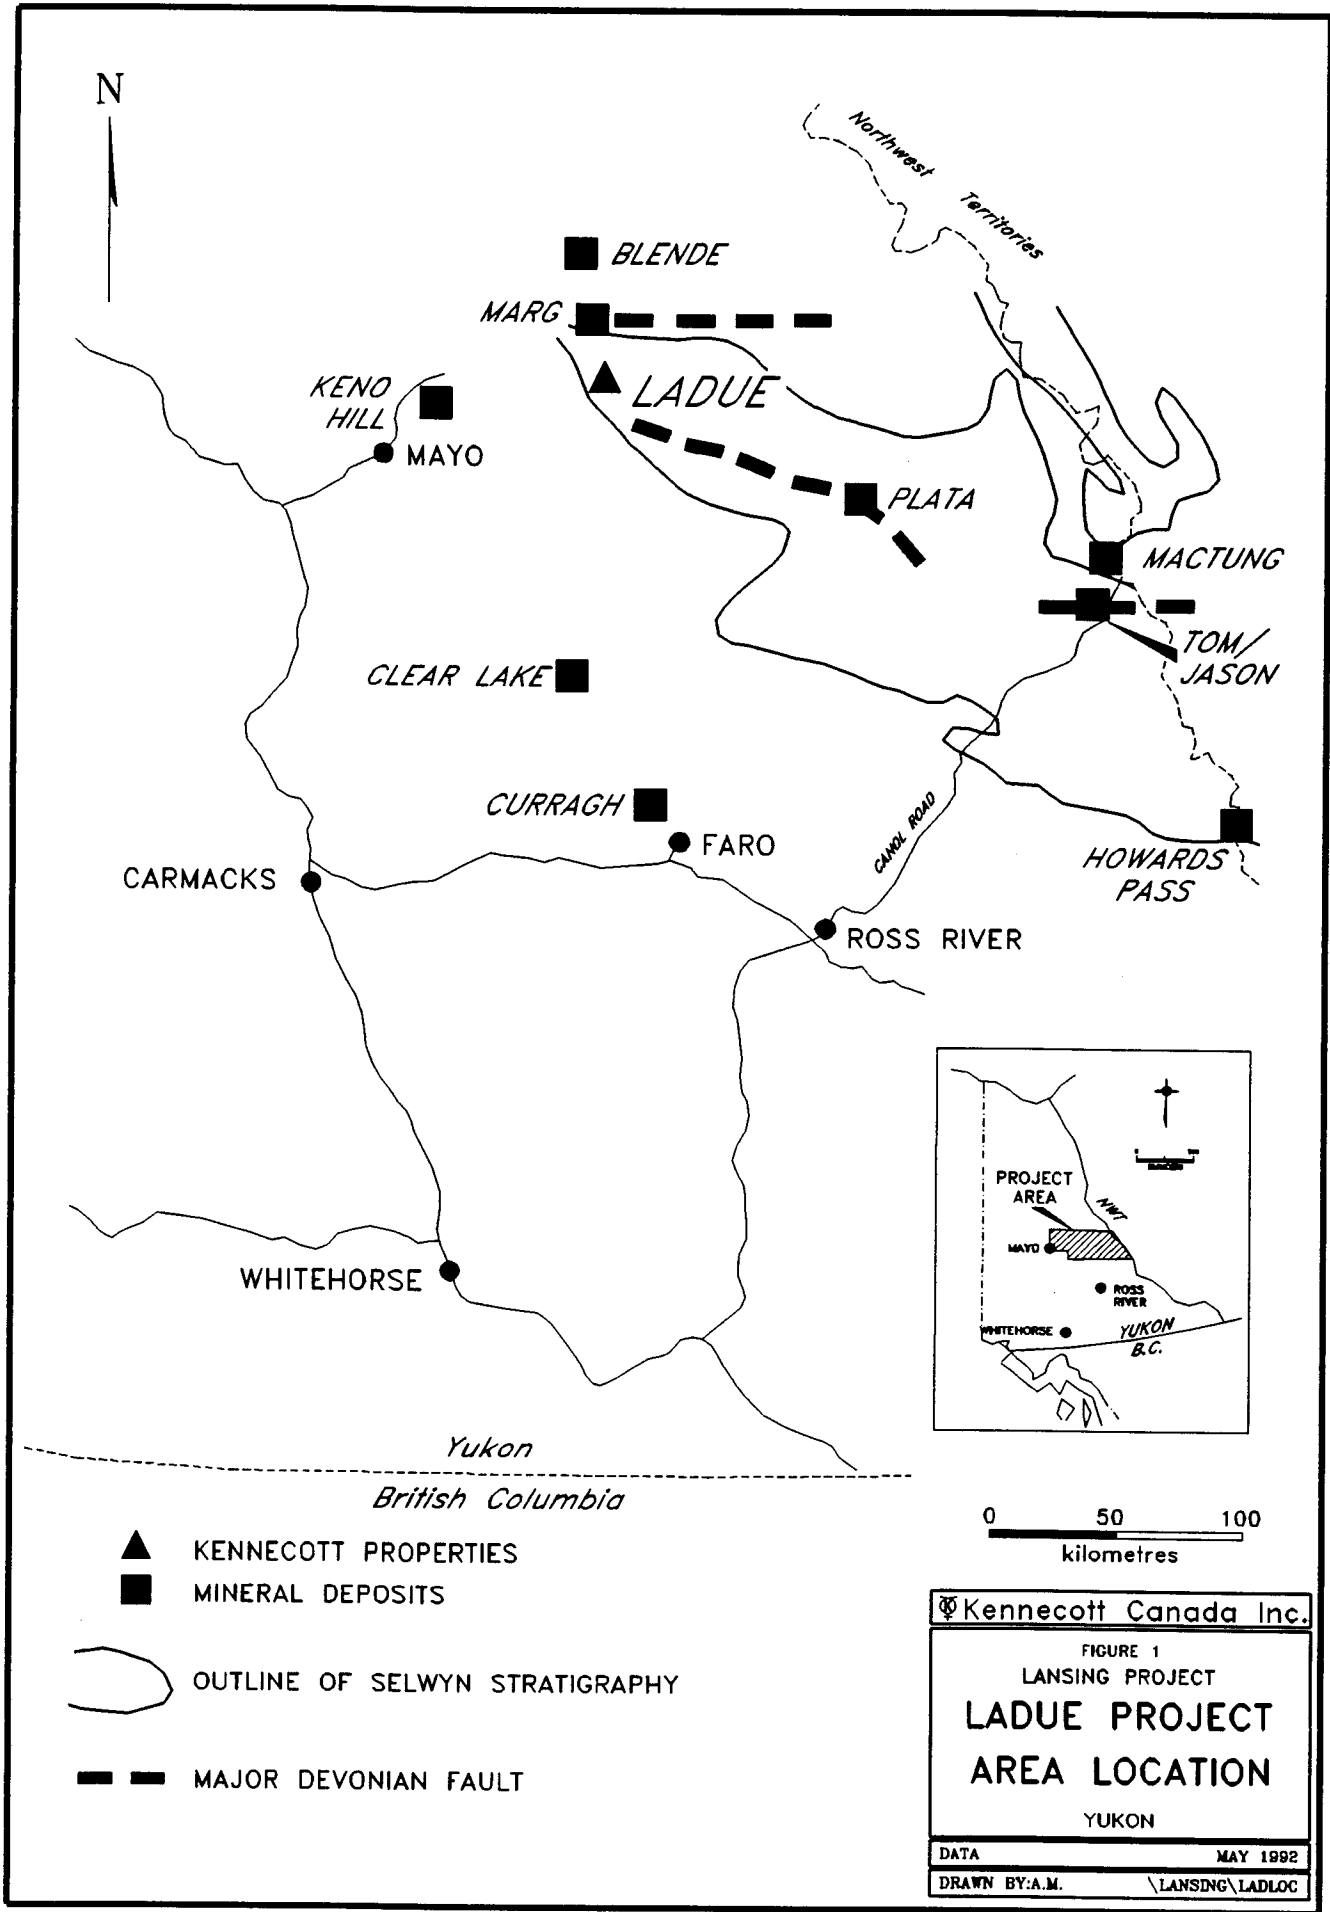 N
Northwest
Territories
BLENDE
MARG
KENO
HILL
LADUE
MAYO
PLATA
MACTUNG
TOM/
JASON
CLEAR LAKE
CURRAGH
FARO
CANOL ROAD
HOWARDS
PASS
CARMACKS
ROSS RIVER
PROJECT
AREA
NWT
MAYO
ROSS
RIVER
WHITEHORSE
YUKON
B.C.
WHITEHORSE
Yukon
British Columbia
0 50 100
kilometres
KENNECOTT PROPERTIES
MINERAL DEPOSITS
OUTLINE OF SELWYN STRATIGRAPHY
MAJOR DEVONIAN FAULT
Kennecott Canada Inc.
FIGURE 1
LANSING PROJECT
LADUE PROJECT
AREA LOCATION
YUKON
DATA MAY 1992
DRAWN BY:A.M. \LANSING\LADLOC